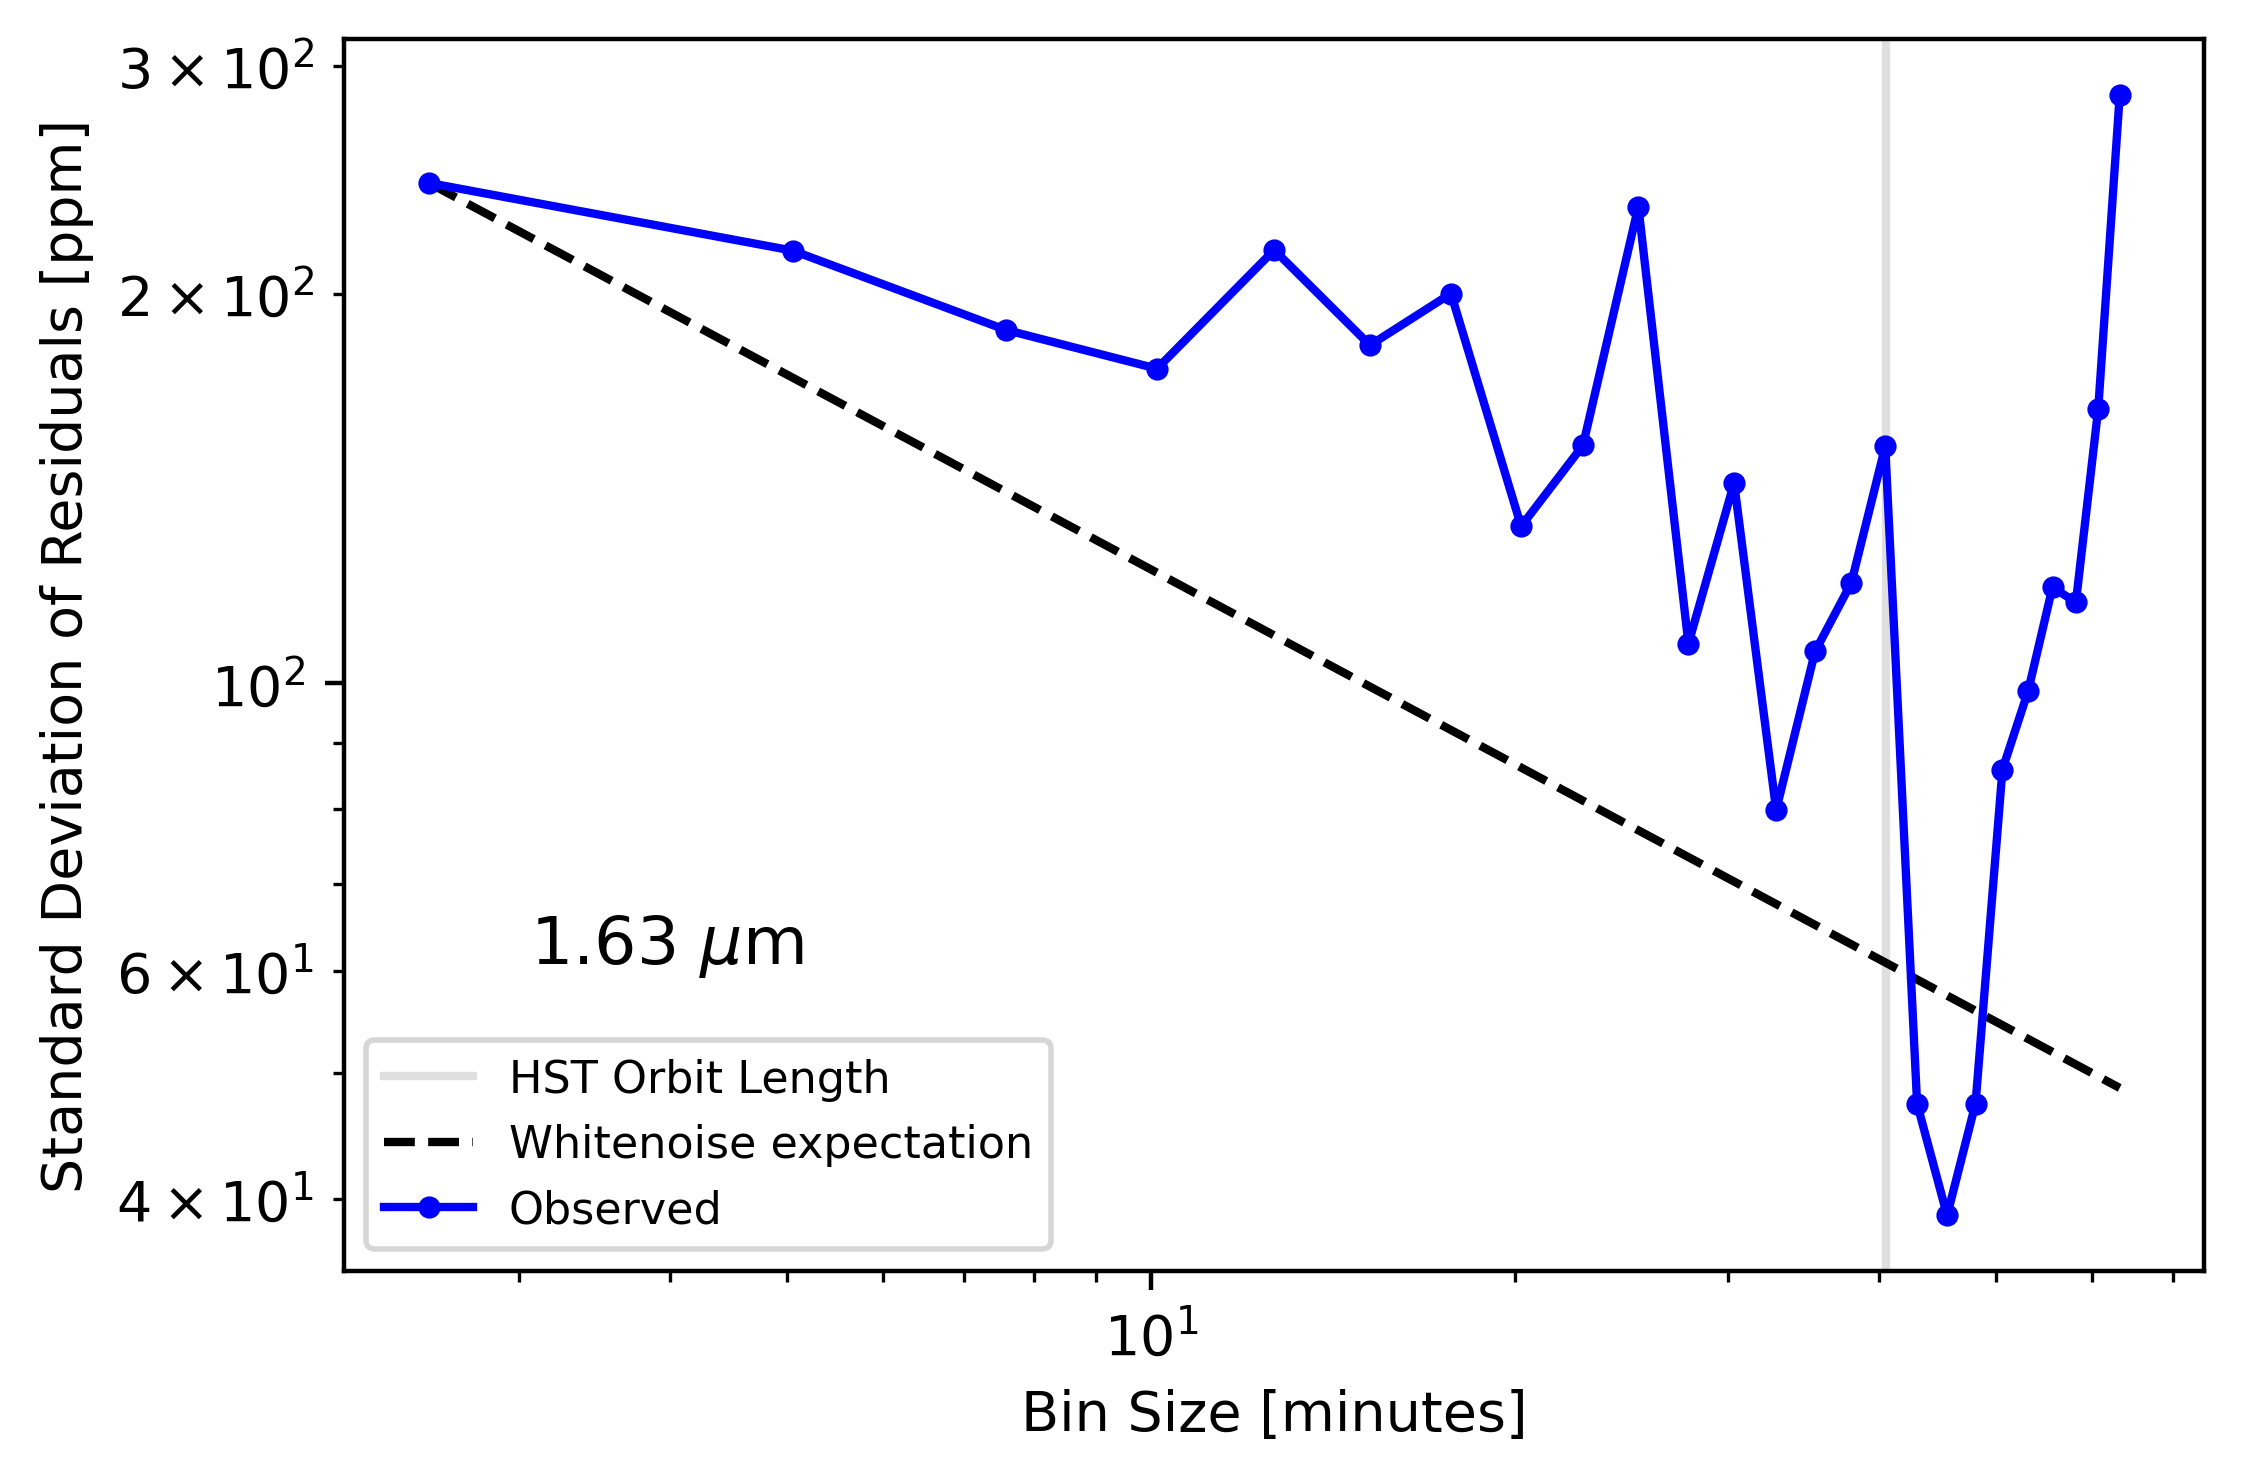 3 × 10²
2 × 10²
10²
6 × 10¹
4 × 10¹
Standard Deviation of Residuals [ppm]
1.63 μm
HST Orbit Length
Whitenoise expectation
Observed
10¹
Bin Size [minutes]